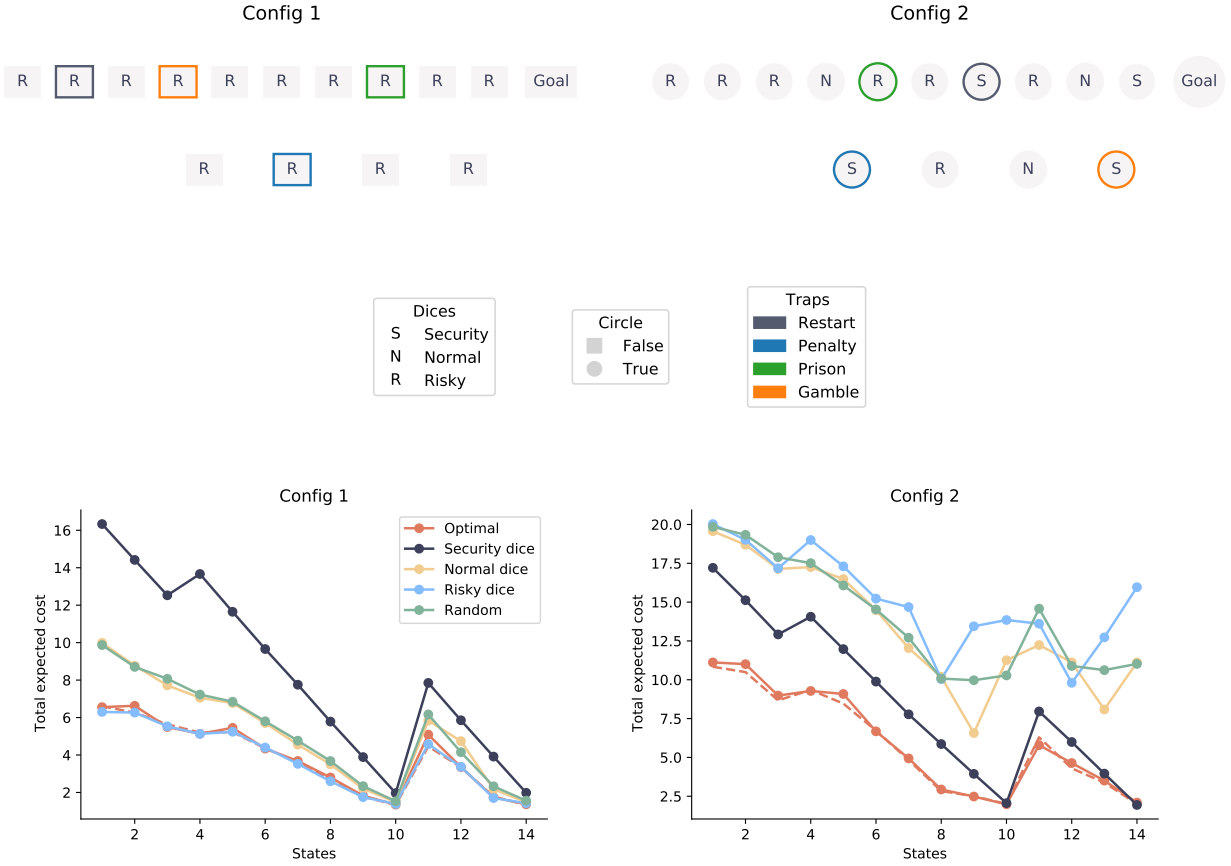 Config 1
Config 2
R R R R R R R R R R Goal
R R R N R R S R N S Goal
R R R R
S R N S
Dices
S Security
N Normal
R Risky
Circle
False
True
Traps
Restart
Penalty
Prison
Gamble
Config 1
Total expected cost
16
14
12
10
8
6
4
2
Optimal
Security dice
Normal dice
Risky dice
Random
2 4 6 8 10 12 14
States
Config 2
Total expected cost
20.0
17.5
15.0
12.5
10.0
7.5
5.0
2.5
2 4 6 8 10 12 14
States